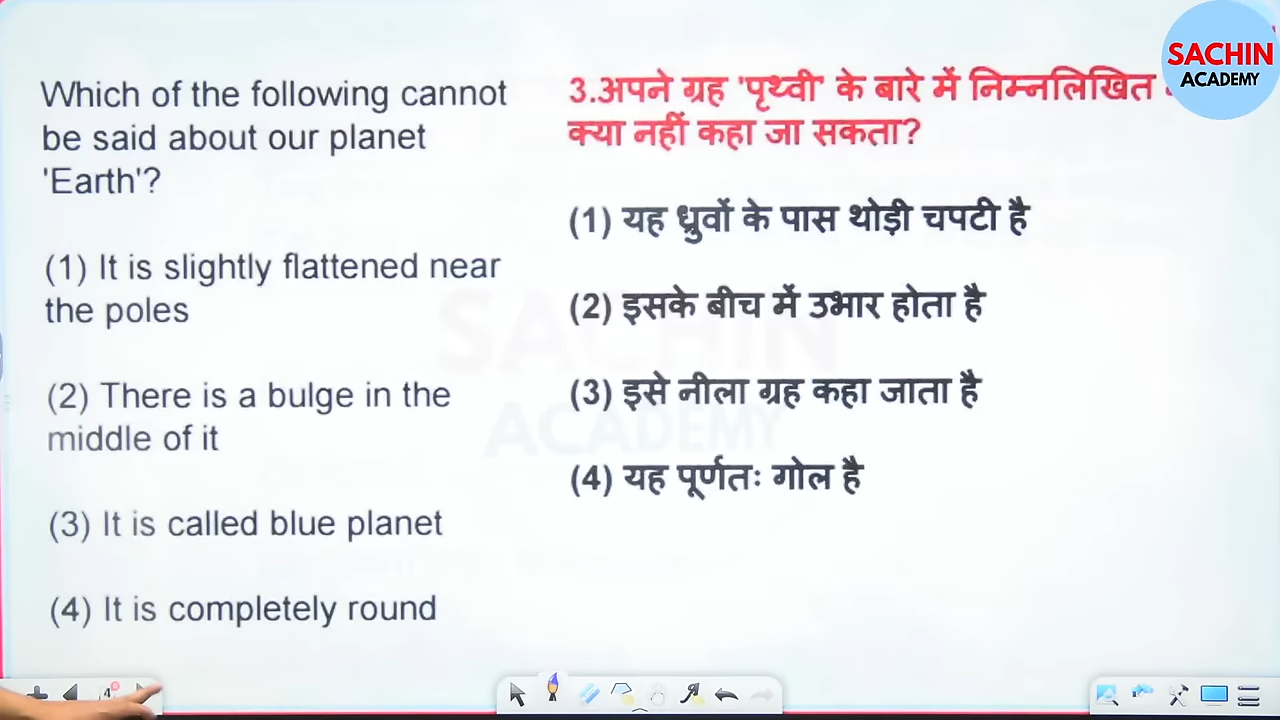 SACHIN
ACADEMY
Which of the following cannot
be said about our planet
'Earth'?
(1) It is slightly flattened near
the poles
(2) There is a bulge in the
middle of it
(3) It is called blue planet
(4) It is completely round
3.अपने ग्रह 'पृथ्वी' के बारे में निम्नलिखित
क्या नहीं कहा जा सकता?
(1) यह ध्रुवों के पास थोड़ी चपटी है
(2) इसके बीच में उभार होता है
(3) इसे नीला ग्रह कहा जाता है
(4) यह पूर्णतः गोल है
SACHIN
ACADEMY
4